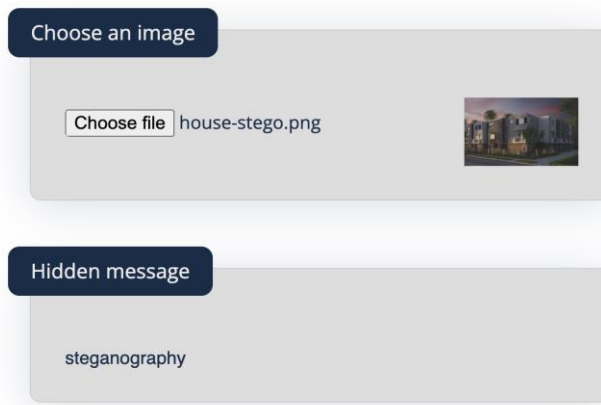 Choose an image
Choose file house-stego.png
Hidden message
steganography